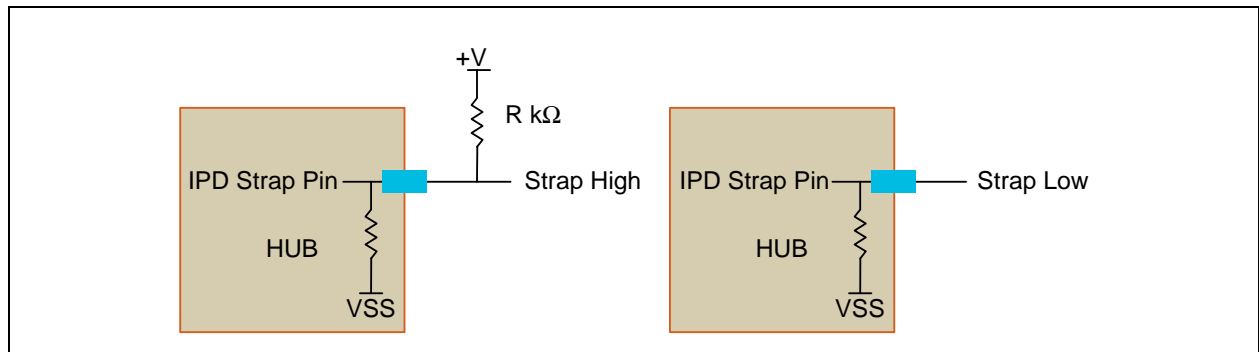 +V
R kΩ
IPD Strap Pin
Strap High
HUB
VSS
IPD Strap Pin
Strap Low
HUB
VSS